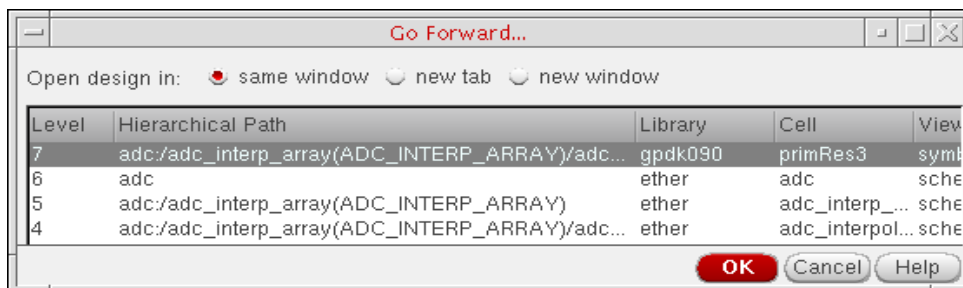 Go Forward...
Open design in: same window new tab new window
Level Hierarchical Path Library Cell View
7 adc:/adc_interp_array(ADC_INTERP_ARRAY)/adc... gpdk090 primRes3 symb
6 adc ether adc sche
5 adc:/adc_interp_array(ADC_INTERP_ARRAY) ether adc_interp_... sche
4 adc:/adc_interp_array(ADC_INTERP_ARRAY)/adc... ether adc_interpol... sche
OK Cancel Help